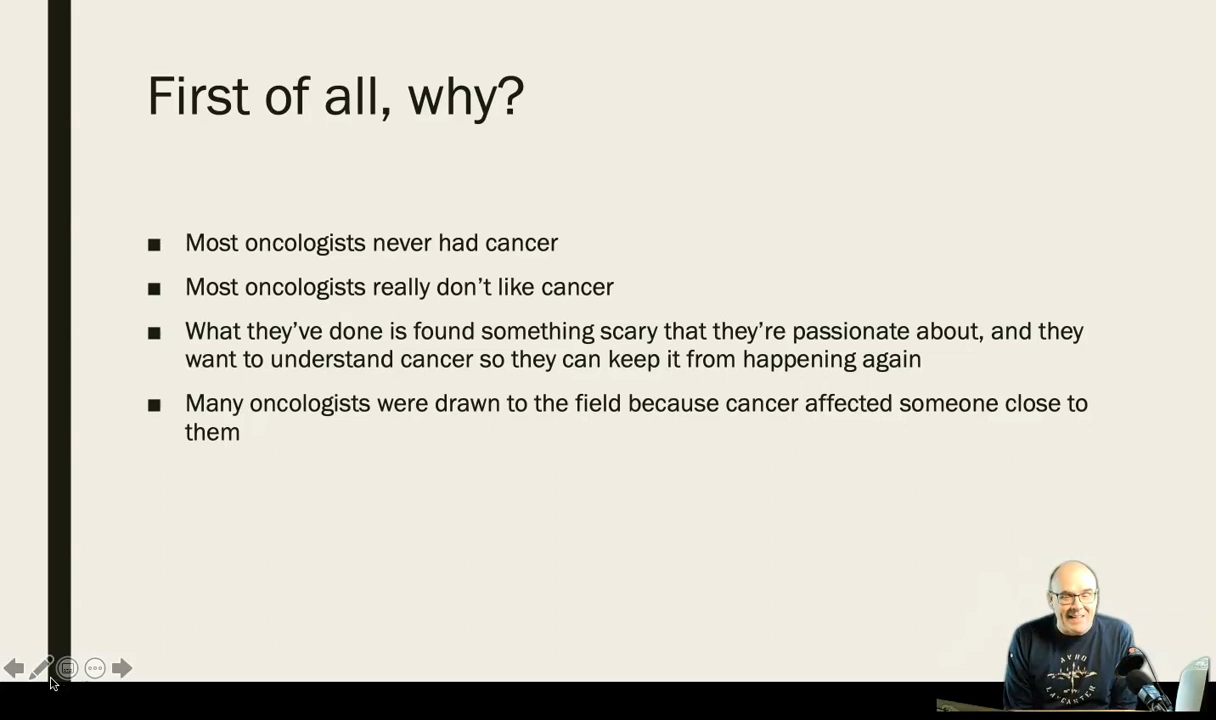 First of all, why?
Most oncologists never had cancer
Most oncologists really don’t like cancer
What they’ve done is found something scary that they’re passionate about, and they
want to understand cancer so they can keep it from happening again
Many oncologists were drawn to the field because cancer affected someone close to
them
AVRO
LANCASTER